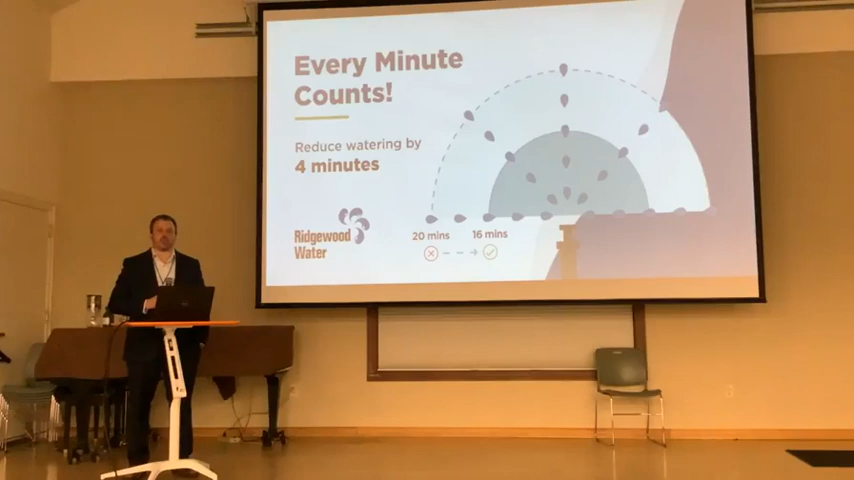 Every Minute
Counts!
Reduce watering by
4 minutes
Ridgewood
Water
20 mins
16 mins